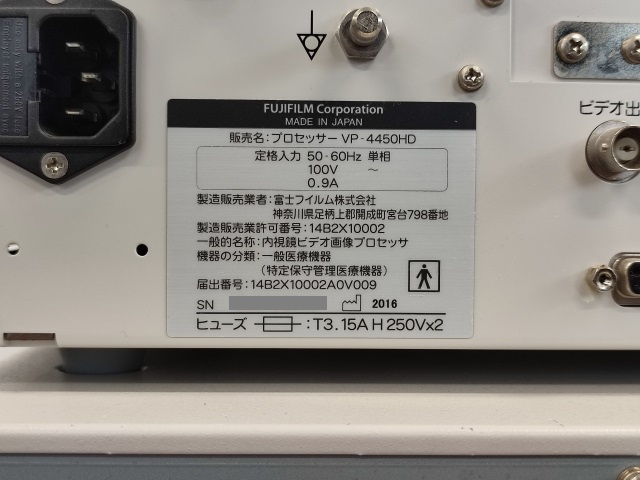 FUJIFILM Corporation
MADE IN JAPAN
販売名：プロセッサー VP-4450HD
定格入力 50-60Hz 単相
100V ～
0.9A
製造販売業者：富士フイルム株式会社
神奈川県足柄上郡開成町宮台798番地
製造販売業許可番号：14B2X10002
一般的名称：内視鏡ビデオ画像プロセッサ
機器の分類：一般医療機器
（特定保守管理医療機器）
届出番号：14B2X10002A0V009
SN
2016
ヒューズ ：T3.15A H 250V×2
ビデオ出